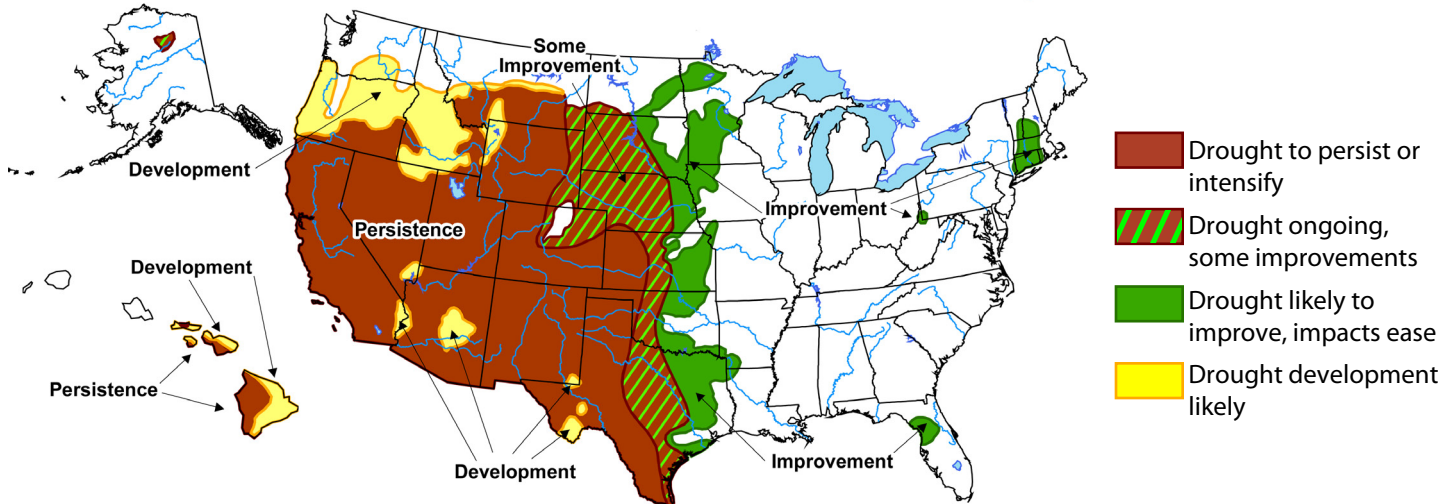 Some
Improvement
Development
Improvement
Persistence
Development
Persistence
Development
Improvement
Drought to persist or
intensify
Drought ongoing,
some improvements
Drought likely to
improve, impacts ease
Drought development
likely